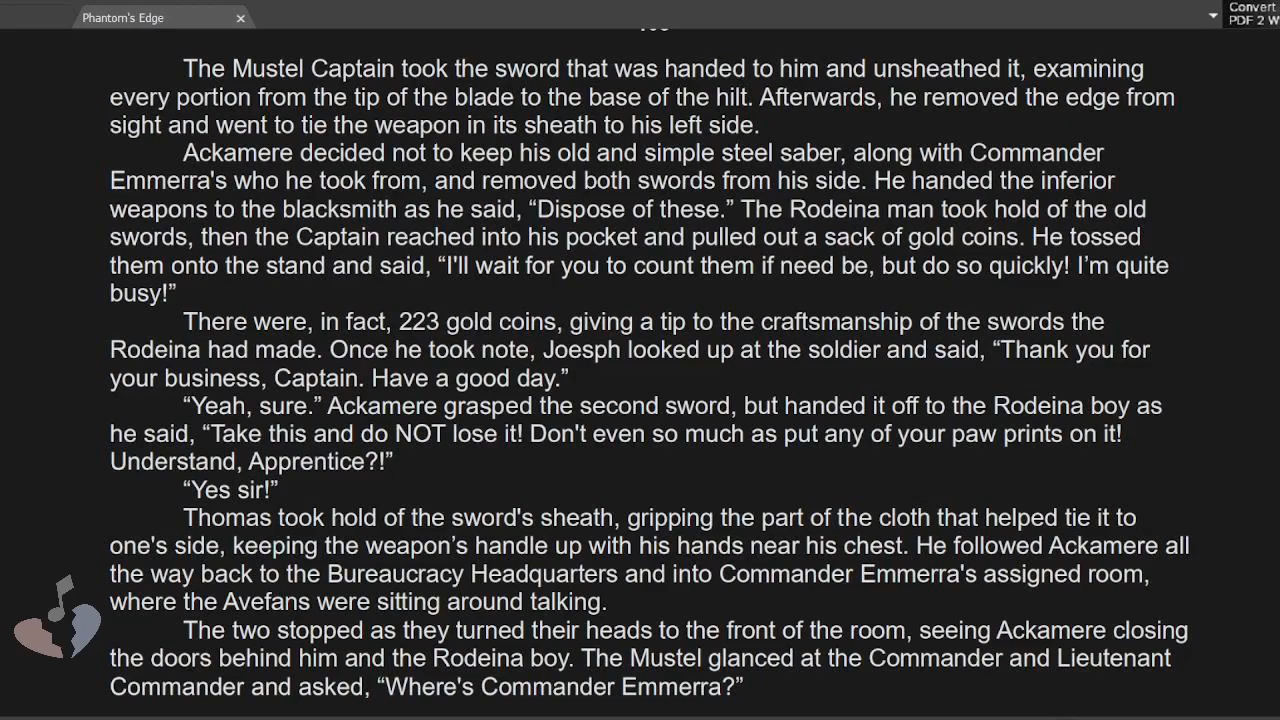 Phantom's Edge
Convert
PDF 2 W
The Mustel Captain took the sword that was handed to him and unsheathed it, examining
every portion from the tip of the blade to the base of the hilt. Afterwards, he removed the edge from
sight and went to tie the weapon in its sheath to his left side.
Ackamere decided not to keep his old and simple steel saber, along with Commander
Emmerra's who he took from, and removed both swords from his side. He handed the inferior
weapons to the blacksmith as he said, “Dispose of these.” The Rodeina man took hold of the old
swords, then the Captain reached into his pocket and pulled out a sack of gold coins. He tossed
them onto the stand and said, “I'll wait for you to count them if need be, but do so quickly! I’m quite
busy!”
There were, in fact, 223 gold coins, giving a tip to the craftsmanship of the swords the
Rodeina had made. Once he took note, Joesph looked up at the soldier and said, “Thank you for
your business, Captain. Have a good day.”
“Yeah, sure.” Ackamere grasped the second sword, but handed it off to the Rodeina boy as
he said, “Take this and do NOT lose it! Don't even so much as put any of your paw prints on it!
Understand, Apprentice?!”
“Yes sir!”
Thomas took hold of the sword's sheath, gripping the part of the cloth that helped tie it to
one's side, keeping the weapon’s handle up with his hands near his chest. He followed Ackamere all
the way back to the Bureaucracy Headquarters and into Commander Emmerra's assigned room,
where the Avefans were sitting around talking.
The two stopped as they turned their heads to the front of the room, seeing Ackamere closing
the doors behind him and the Rodeina boy. The Mustel glanced at the Commander and Lieutenant
Commander and asked, “Where's Commander Emmerra?”